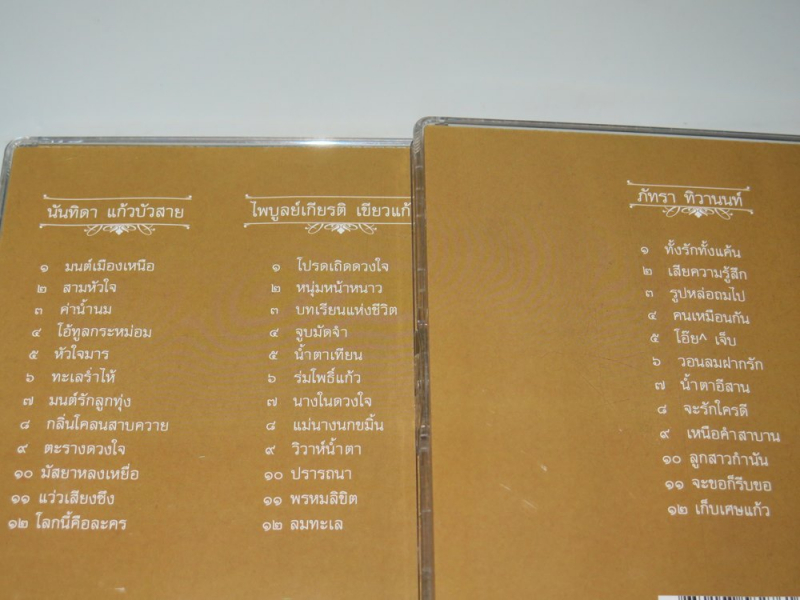 นันทิดา แก้วบัวสาย
๑ มนต์เมืองเหนือ
๒ สามหัวใจ
๓ ค่าน้ำนม
๔ โอ้ทูลกระหม่อม
๕ หัวใจมาร
๖ ทะเลร่ำไห้
๗ มนต์รักลูกทุ่ง
๘ กลิ่นโคลนสาบควาย
๙ ตะรางดวงใจ
๑๐ มัสยาหลงเหยื่อ
๑๑ แว่วเสียงซึง
๑๒ โลกนี้คือละคร
ไพบูลย์เกียรติ เขียวแก้
๑ โปรดเถิดดวงใจ
๒ หนุ่มหน้าหนาว
๓ บทเรียนแห่งชีวิต
๔ จูบมัดจำ
๕ น้ำตาเทียน
๖ ร่มโพธิ์แก้ว
๗ นางในดวงใจ
๘ แม่นางนกขมิ้น
๙ วิวาห์น้ำตา
๑๐ ปรารถนา
๑๑ พรหมลิขิต
๑๒ ลมทะเล
ภัทรา ทิวานนท์
๑ ทั้งรักทั้งแค้น
๒ เสียความรู้สึก
๓ รูปหล่อถมไป
๔ คนเหมือนกัน
๕ โอ๊ย^ เจ็บ
๖ วอนลมฝากรัก
๗ น้ำตาอีสาน
๘ จะรักใครดี
๙ เหนือคำสาบาน
๑๐ ลูกสาวกำนัน
๑๑ จะขอก็รีบขอ
๑๒ เก็บเศษแก้ว